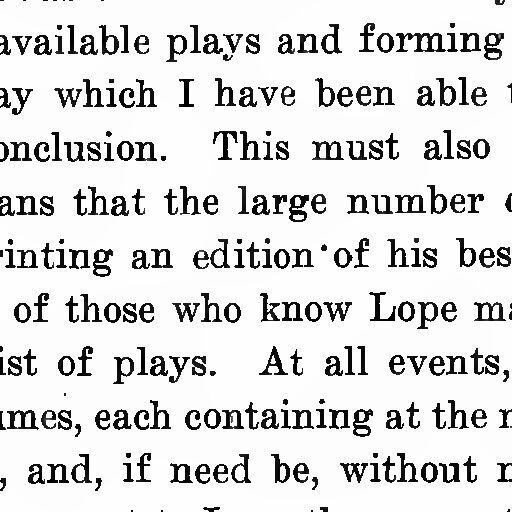 available plays and forming
ay which I have been able
onclusion. This must also
ans that the large number
rinting an edition of his bes
of those who know Lope ma
ist of plays. At all events,
umes, each containing at the
, and, if need be, without